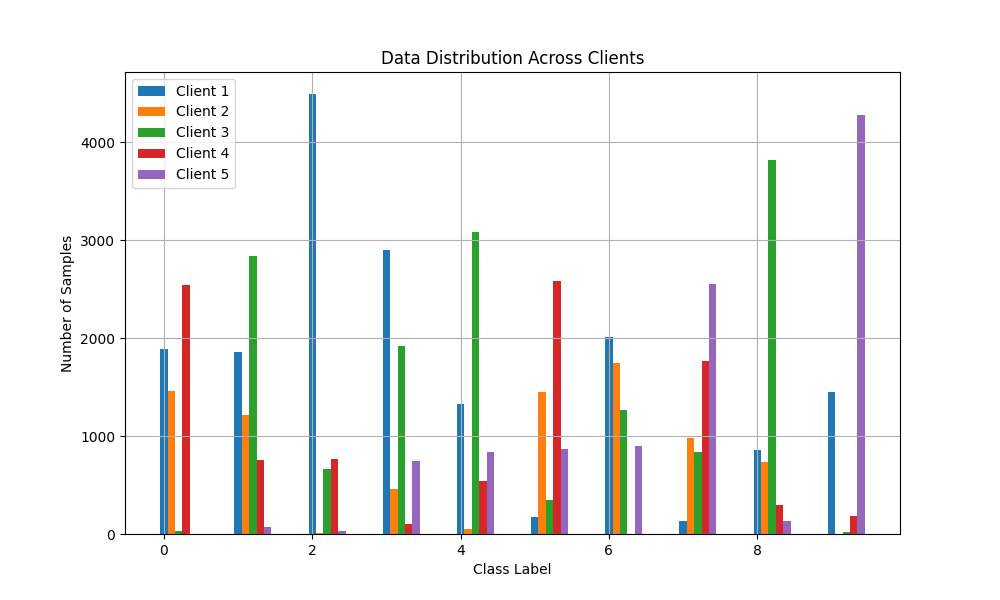 Data Distribution Across Clients
Client 1
Client 2
Client 3
Client 4
Client 5
Number of Samples
4000
3000
2000
1000
0
0 2 4 6 8
Class Label